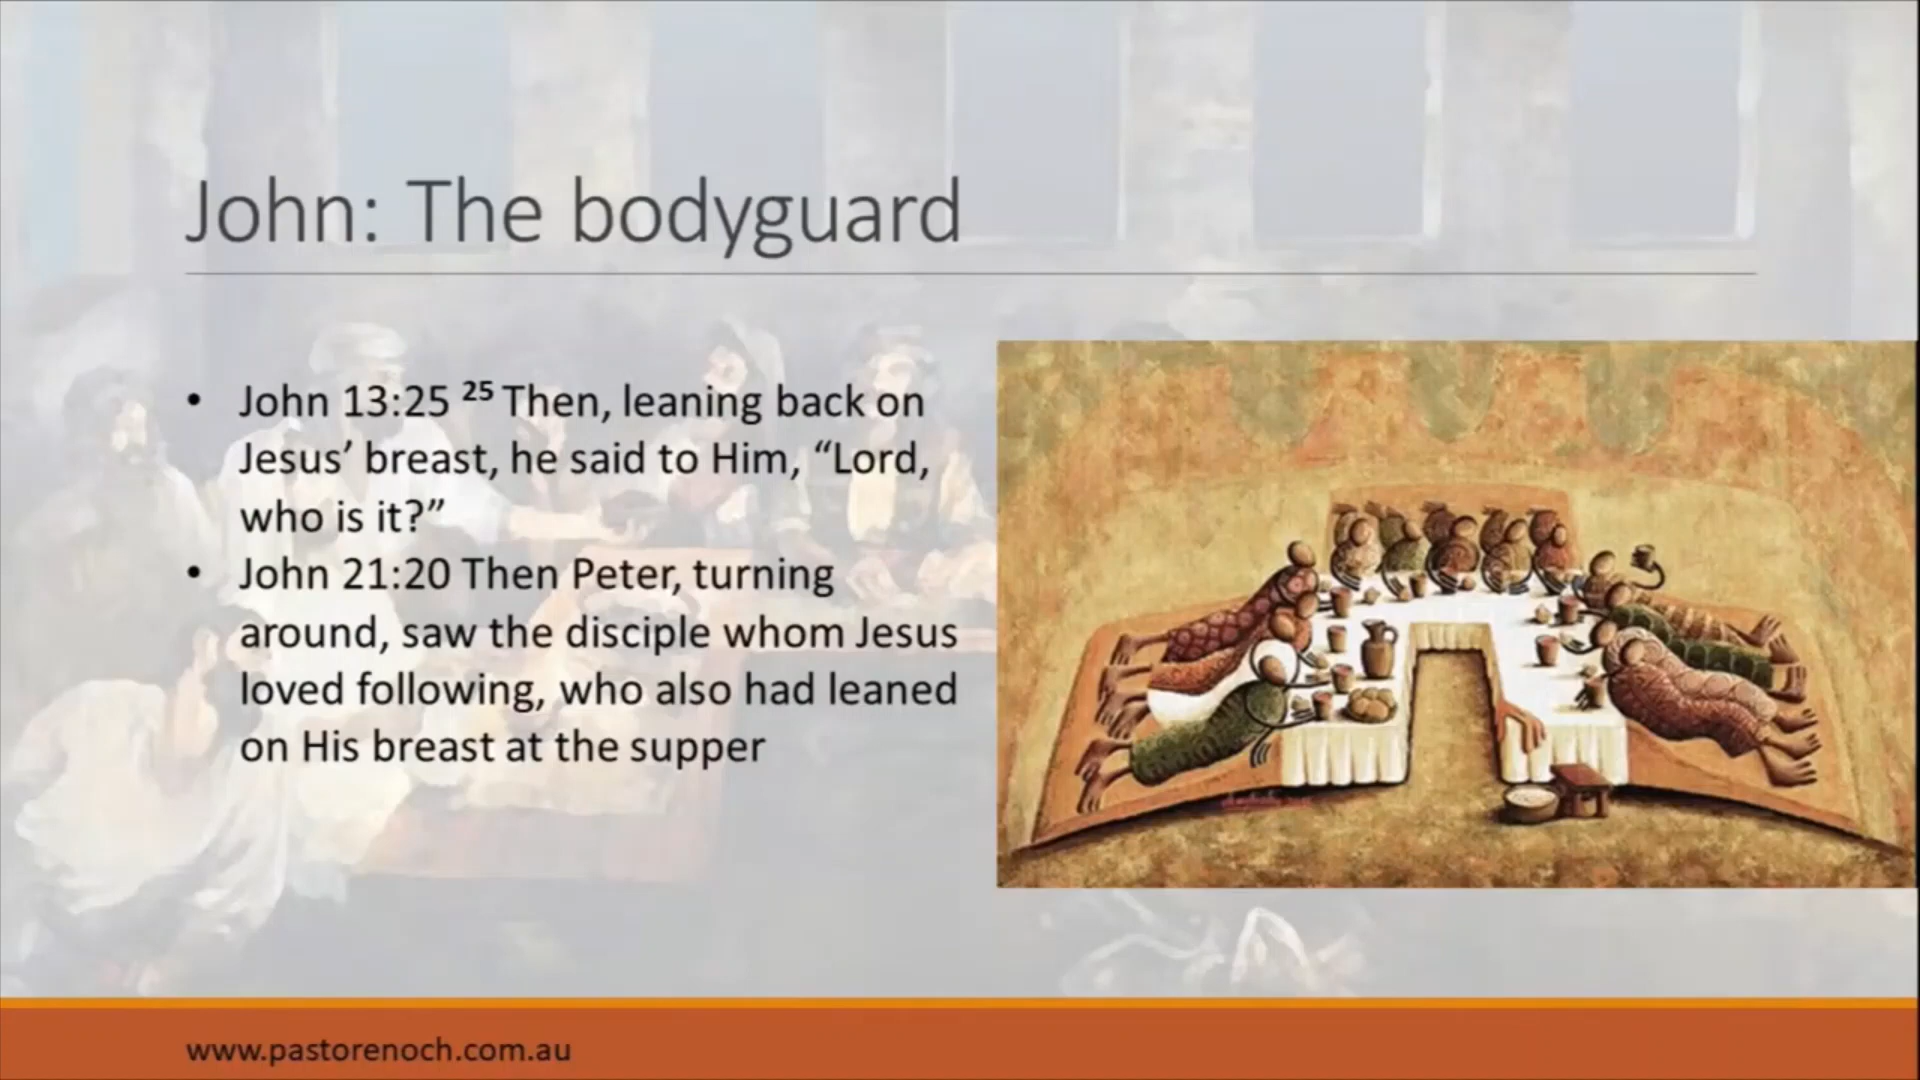 John: The bodyguard
• John 13:25 ²⁵ Then, leaning back on
Jesus’ breast, he said to Him, “Lord,
who is it?”
• John 21:20 Then Peter, turning
around, saw the disciple whom Jesus
loved following, who also had leaned
on His breast at the supper
www.pastorenoch.com.au